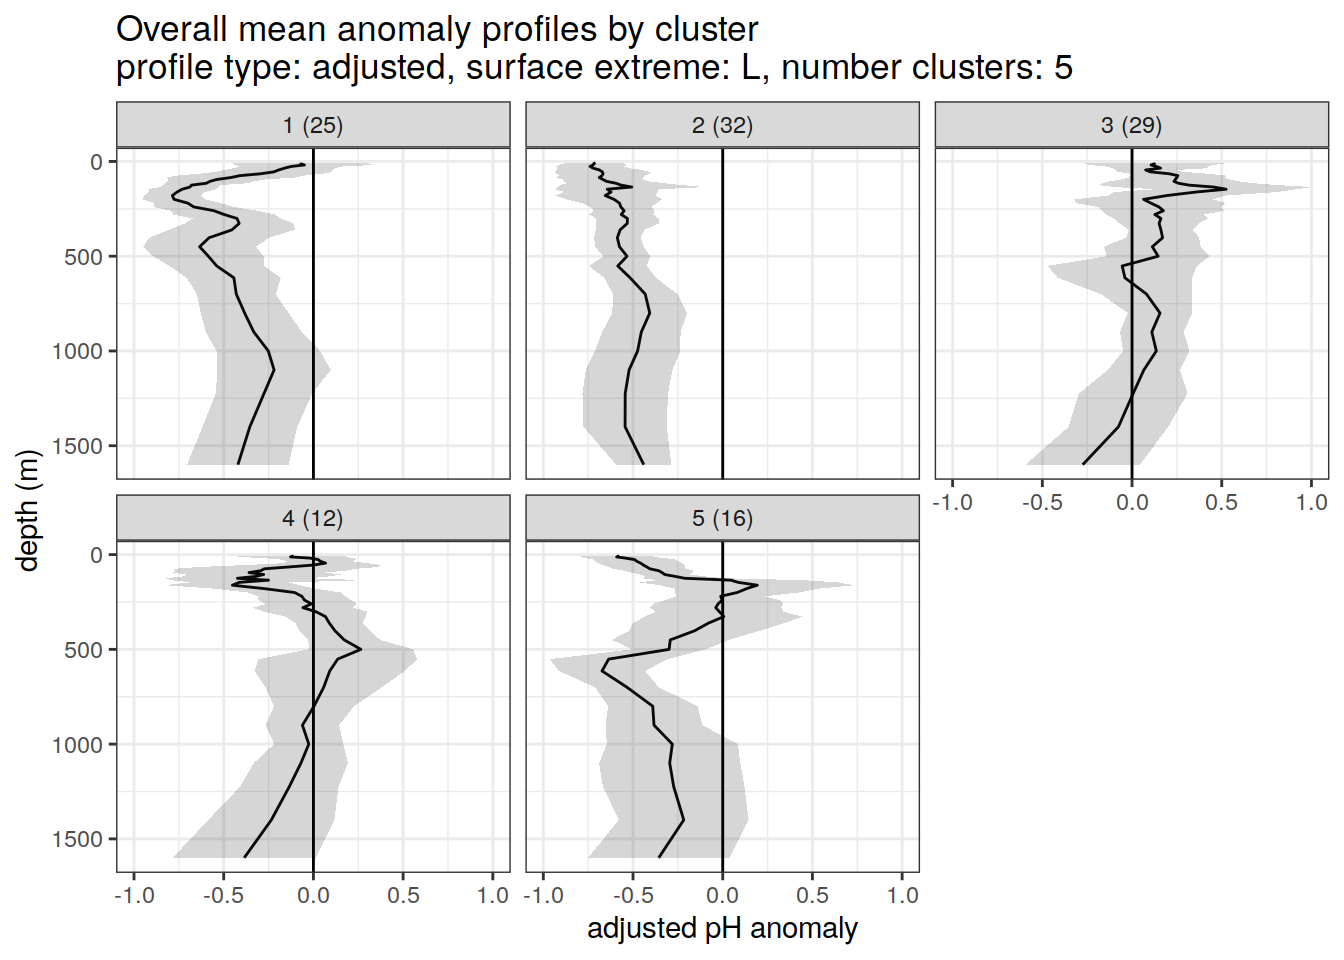 Overall mean anomaly profiles by cluster
profile type: adjusted, surface extreme: L, number clusters: 5
1 (25)
2 (32)
3 (29)
0
500
1000
1500
-1.0 -0.5 0.0 0.5 1.0
4 (12)
5 (16)
0
500
1000
1500
-1.0 -0.5 0.0 0.5 1.0
-1.0 -0.5 0.0 0.5 1.0
depth (m)
adjusted pH anomaly